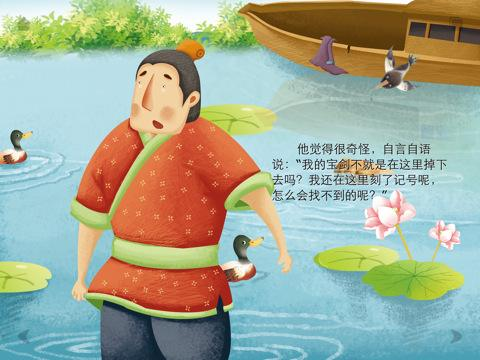 他觉得很奇怪，自言自语
说：“我的宝剑不就是在这里掉下
去吗？我还在这里刻了记号呢，
怎么会找不到的呢？”